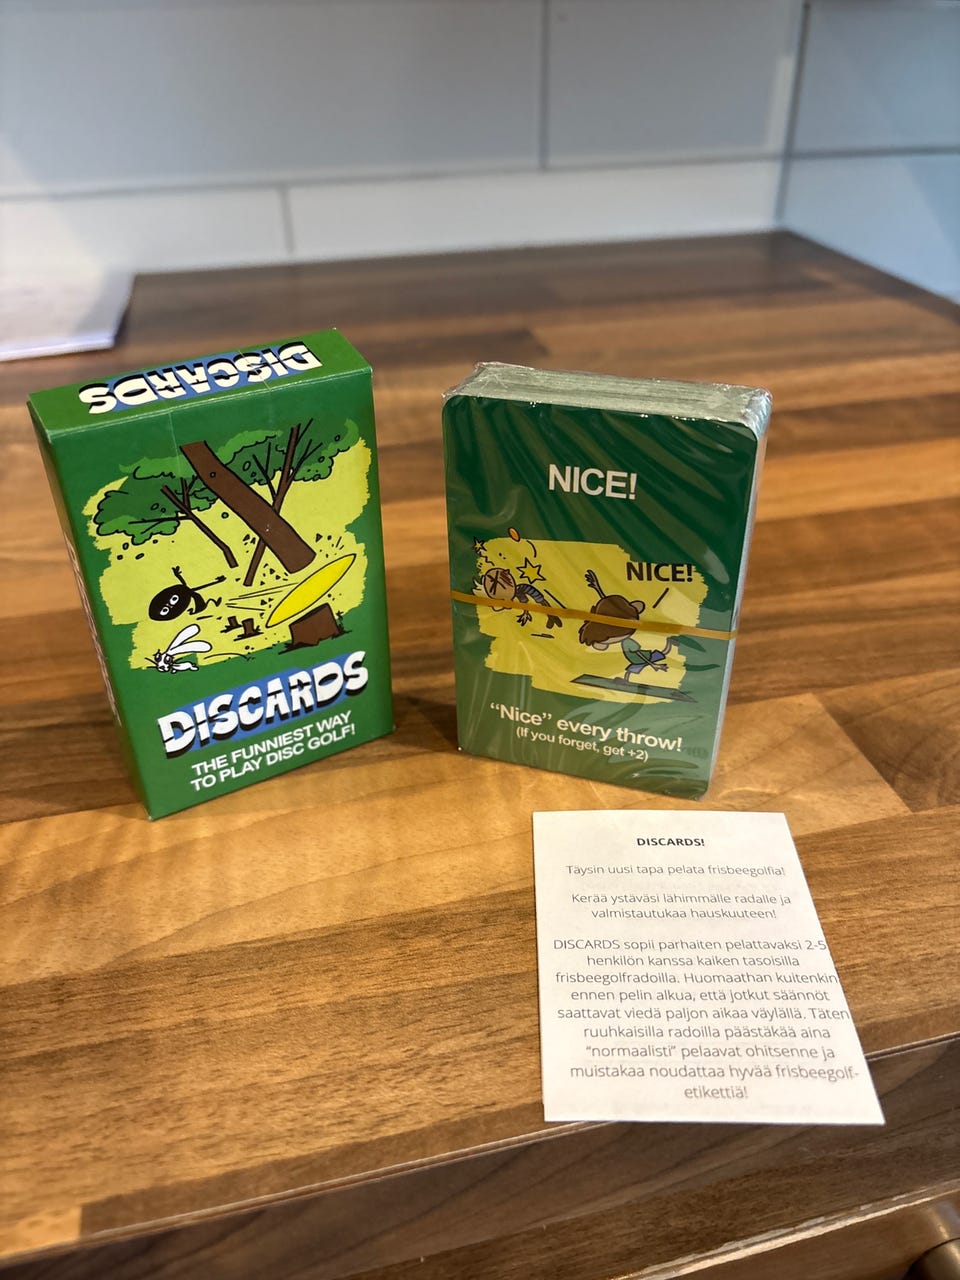 DISCARDS
DISCARDS
THE FUNNIEST WAY
TO PLAY DISC GOLF!
NICE!
NICE!
"Nice" every throw!
(If you forget, get +2)
DISCARDS!
Täysin uusi tapa pelata frisbeegolfia!
Kerää ystäväsi lähimmälle radalle ja
valmistautukaa hauskuuteen!
DISCARDS sopii parhaiten pelattavaksi 2-5
henkilön kanssa kaiken tasoisilla
frisbeegolfradoilla. Huomaathan kuitenkin
ennen pelin alkua, että jotkut säännöt
saattavat viedä paljon aikaa väylällä. Täten
ruuhkaisilla radoilla päästäkää aina
"normaalisti" pelaavat ohitsenne ja
muistakaa noudattaa hyvää frisbeegolf-
etikettiä!